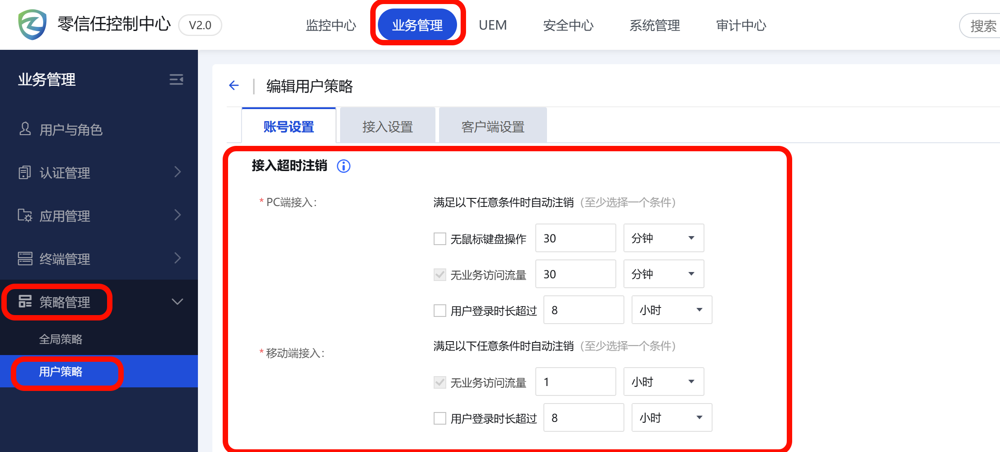 零信任控制中心 V2.0 监控中心 业务管理 UEM 安全中心 系统管理 审计中心 搜索
业务管理
用户与角色
认证管理
应用管理
终端管理
策略管理
全局策略
用户策略
编辑用户策略
账号设置 接入设置 客户端设置
接入超时注销
* PC端接入： 满足以下任意条件时自动注销（至少选择一个条件）
无鼠标键盘操作 30 分钟
无业务访问流量 30 分钟
用户登录时长超过 8 小时
* 移动端接入： 满足以下任意条件时自动注销（至少选择一个条件）
无业务访问流量 1 小时
用户登录时长超过 8 小时